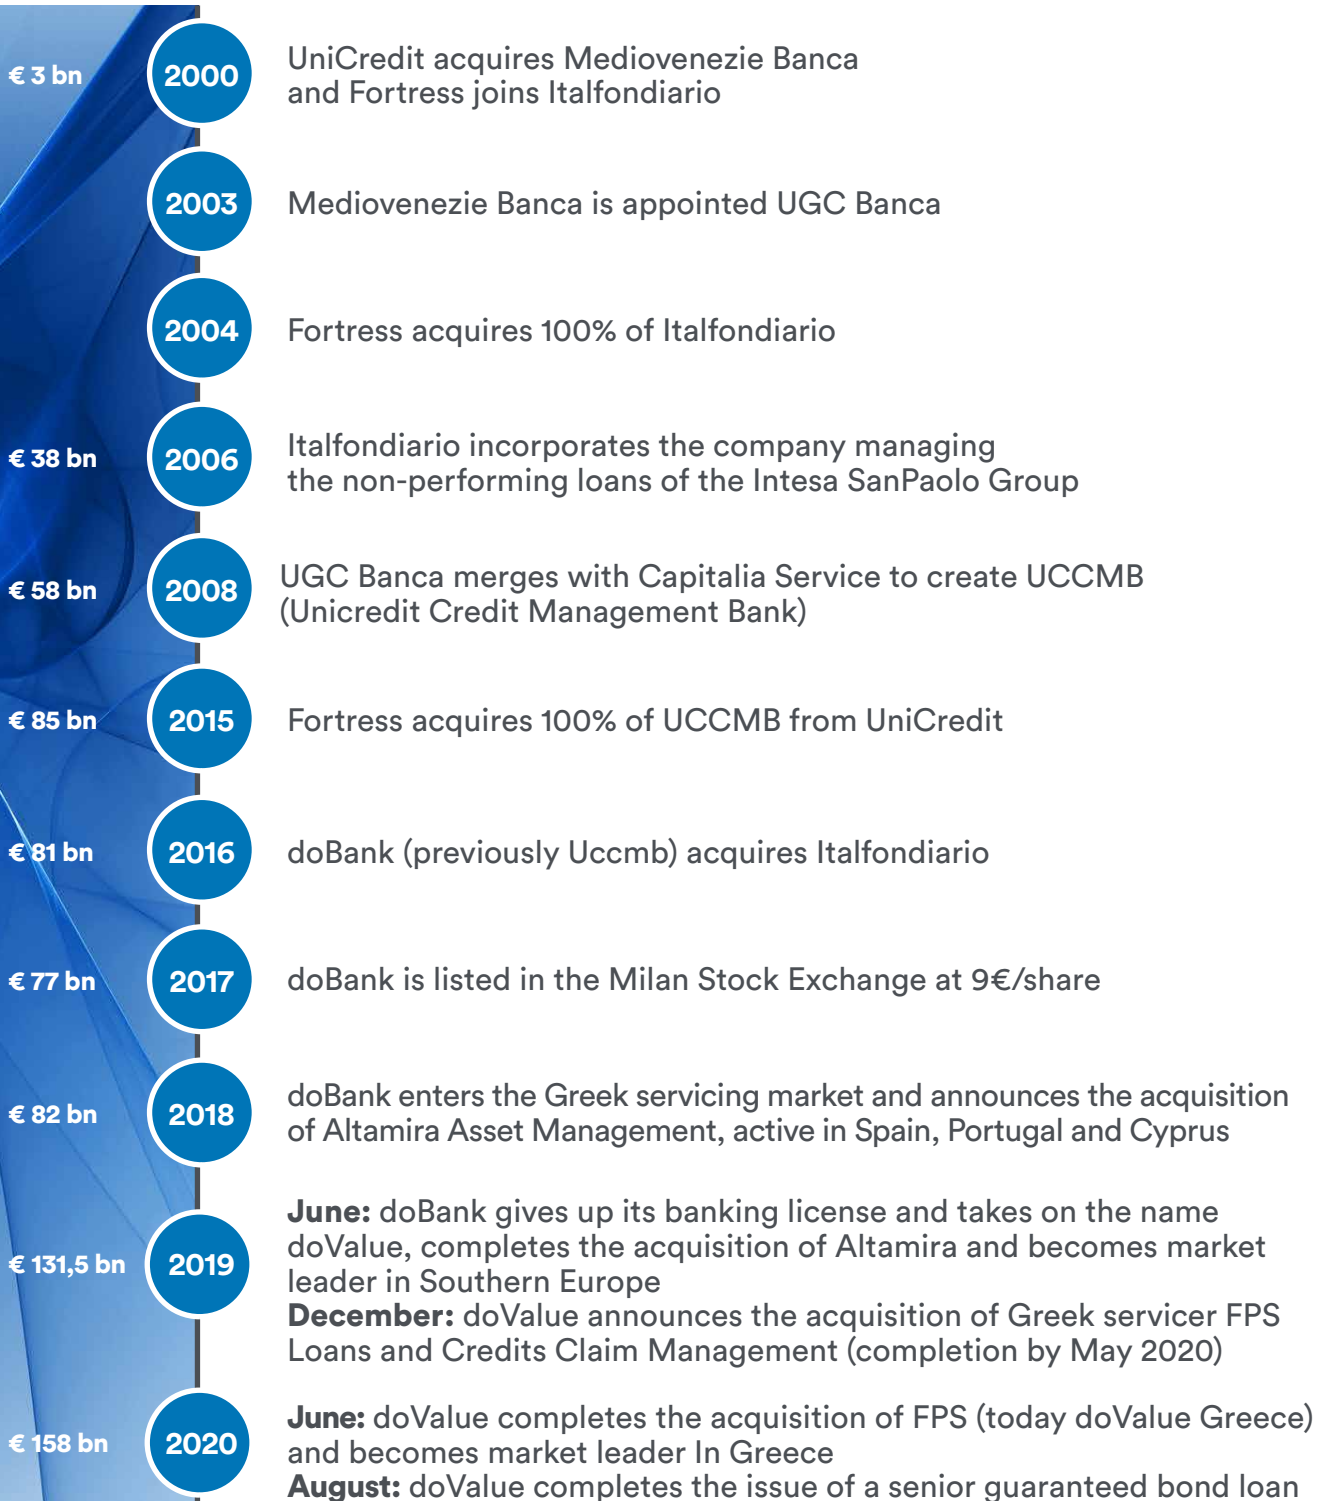 € 3 bn
2000
UniCredit acquires Mediovenezie Banca
and Fortress joins Italfondiario
2003
Mediovenezie Banca is appointed UGC Banca
2004
Fortress acquires 100% of Italfondiario
€ 38 bn
2006
Italfondiario incorporates the company managing
the non-performing loans of the Intesa SanPaolo Group
€ 58 bn
2008
UGC Banca merges with Capitalia Service to create UCCMB
(Unicredit Credit Management Bank)
€ 85 bn
2015
Fortress acquires 100% of UCCMB from UniCredit
€ 81 bn
2016
doBank (previously Uccmb) acquires Italfondiario
€ 77 bn
2017
doBank is listed in the Milan Stock Exchange at 9€/share
€ 82 bn
2018
doBank enters the Greek servicing market and announces the acquisition
of Altamira Asset Management, active in Spain, Portugal and Cyprus
€ 131,5 bn
2019
June: doBank gives up its banking license and takes on the name
doValue, completes the acquisition of Altamira and becomes market
leader in Southern Europe
December: doValue announces the acquisition of Greek servicer FPS
Loans and Credits Claim Management (completion by May 2020)
€ 158 bn
2020
June: doValue completes the acquisition of FPS (today doValue Greece)
and becomes market leader In Greece
August: doValue completes the issue of a senior guaranteed bond loan